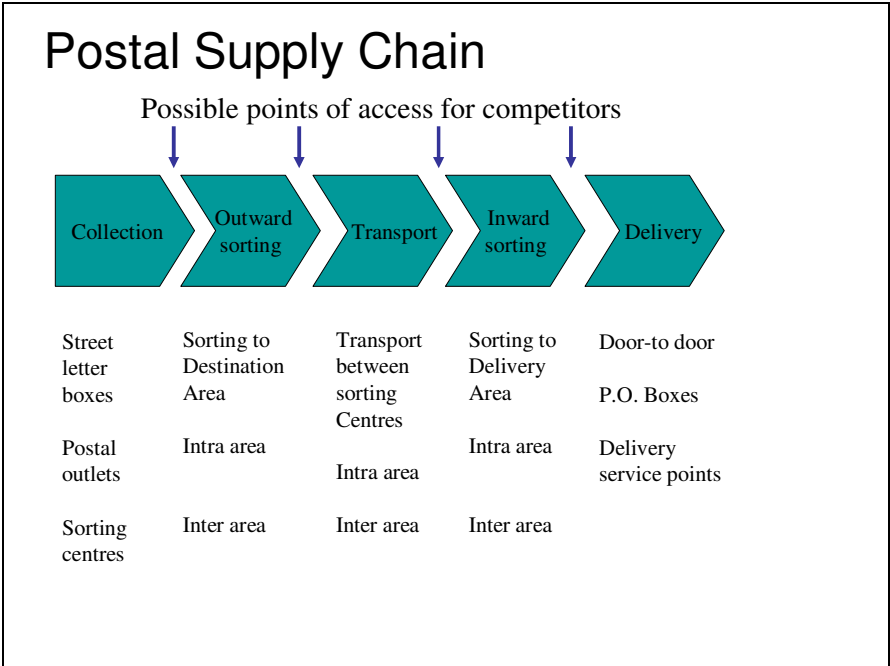 Postal Supply Chain
Possible points of access for competitors
Collection
Outward
sorting
Transport
Inward
sorting
Delivery
Street
letter
boxes
Postal
outlets
Sorting
centres
Sorting to
Destination
Area
Intra area
Inter area
Transport
between
sorting
Centres
Intra area
Inter area
Sorting to
Delivery
Area
Intra area
Inter area
Door-to door
P.O. Boxes
Delivery
service points